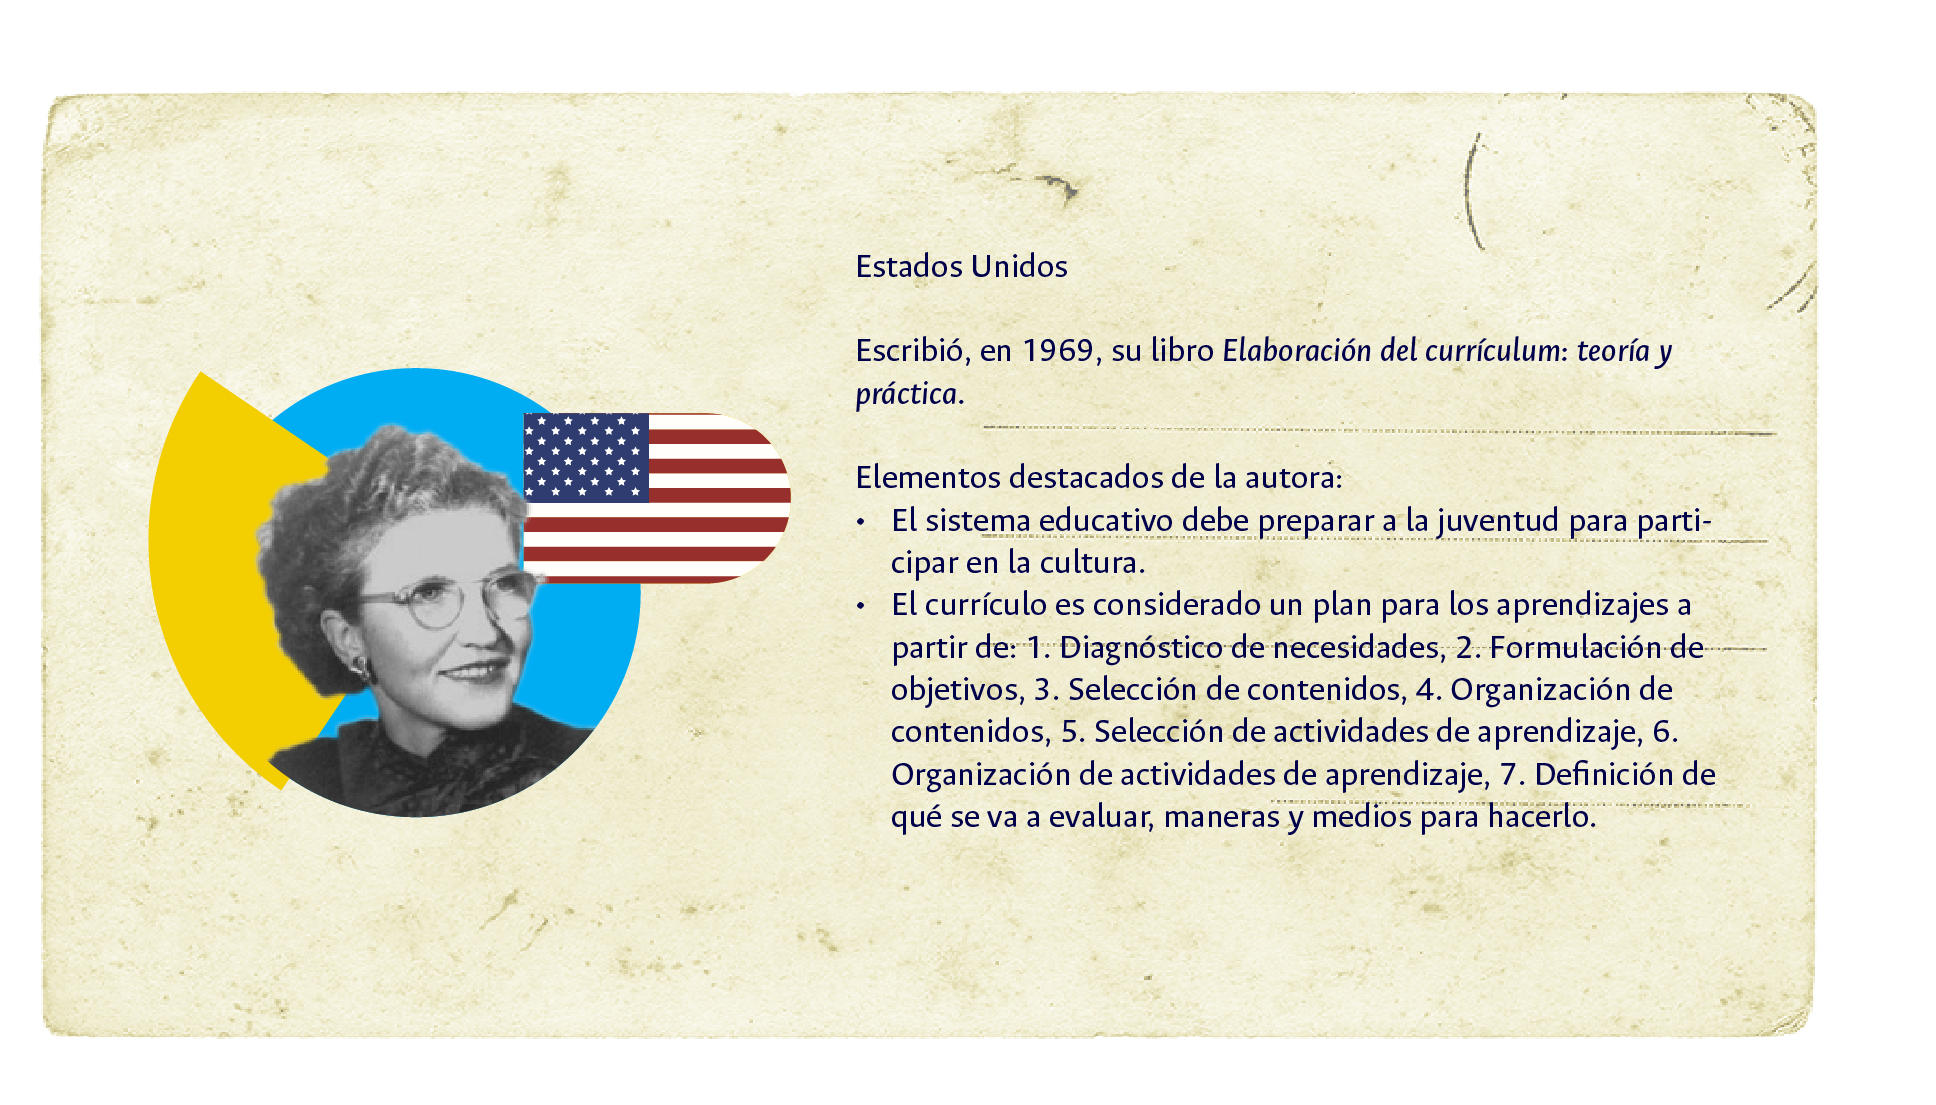 Estados Unidos
Escribió, en 1969, su libro Elaboración del currículum: teoría y
práctica.
Elementos destacados de la autora:
• El sistema educativo debe preparar a la juventud para parti-
cipar en la cultura.
• El currículo es considerado un plan para los aprendizajes a
partir de: 1. Diagnóstico de necesidades, 2. Formulación de
objetivos, 3. Selección de contenidos, 4. Organización de
contenidos, 5. Selección de actividades de aprendizaje, 6.
Organización de actividades de aprendizaje, 7. Definición de
qué se va a evaluar, maneras y medios para hacerlo.